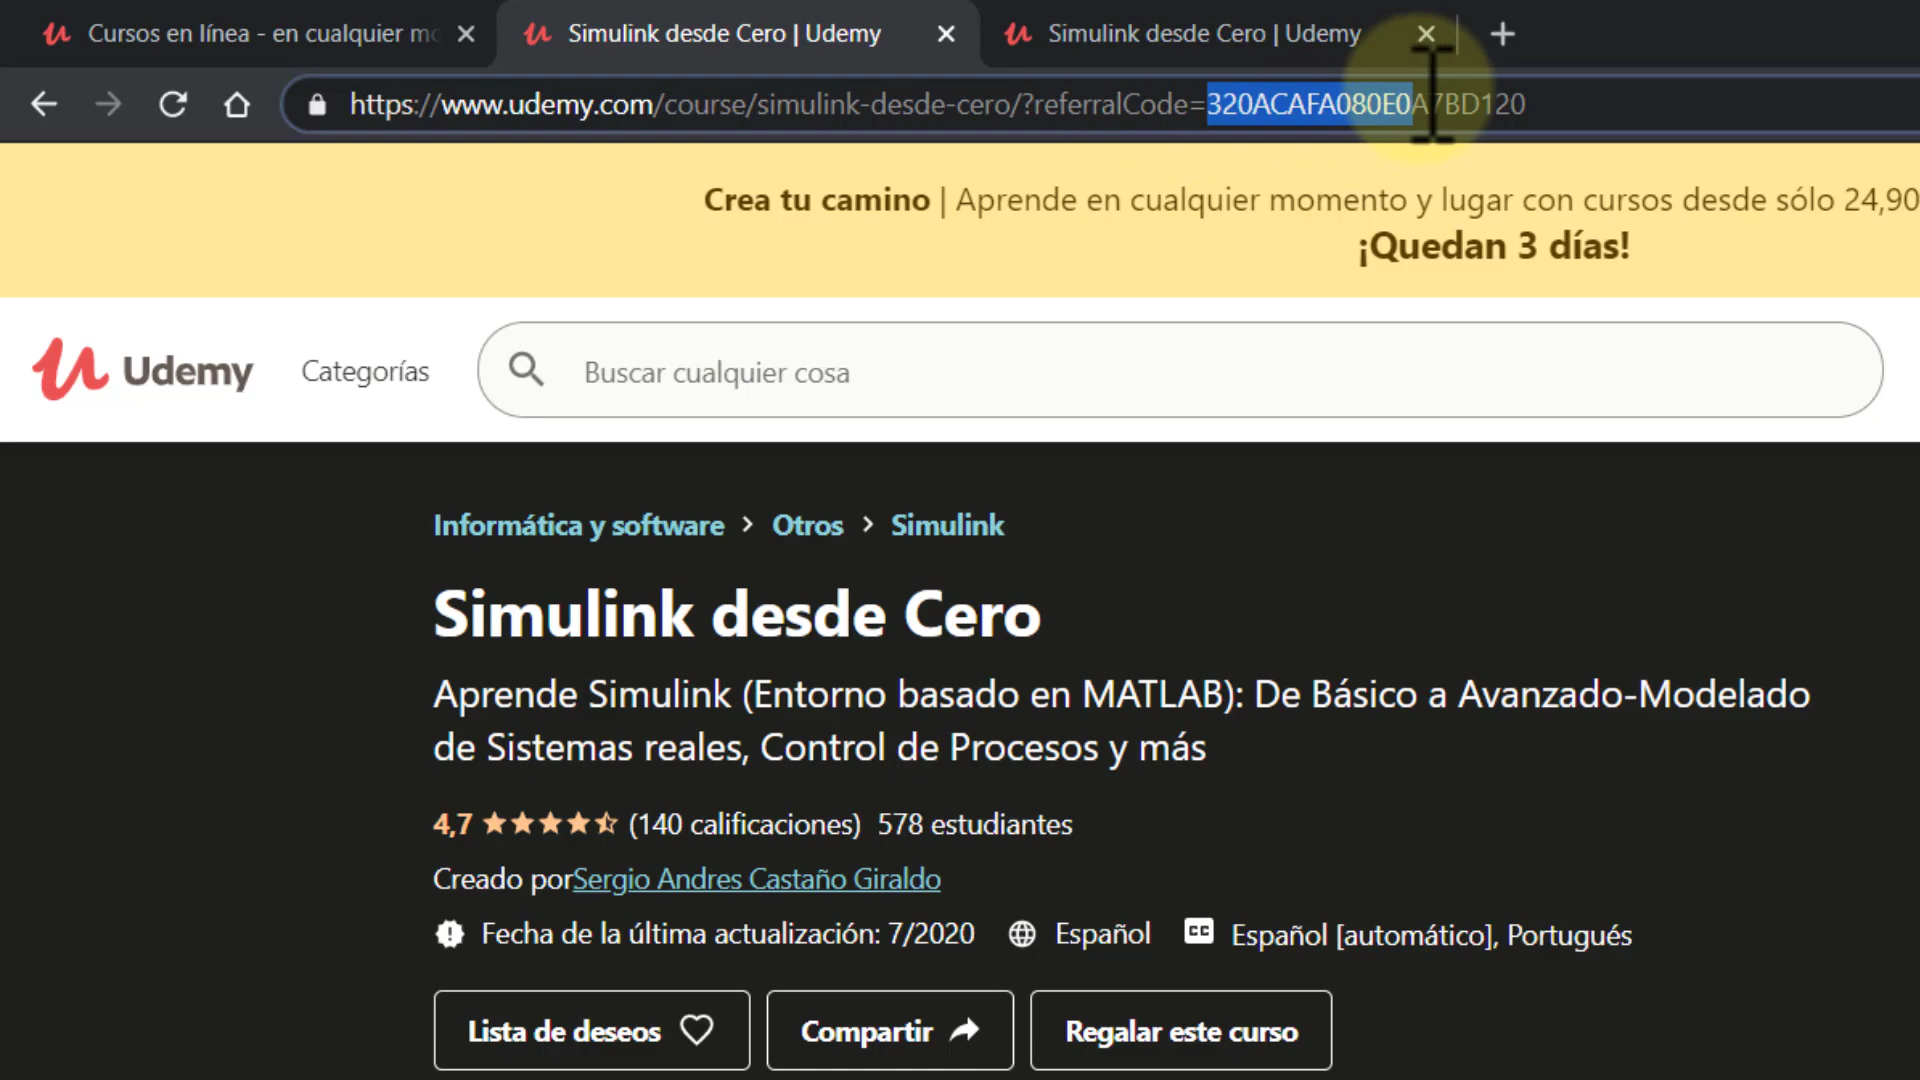 Cursos en línea - en cualquier mo
Simulink desde Cero | Udemy
Simulink desde Cero | Udemy
https://www.udemy.com/course/simulink-desde-cero/?referralCode=320ACAFA080E0A7BD120
Crea tu camino | Aprende en cualquier momento y lugar con cursos desde sólo 24,90
¡Quedan 3 días!
Udemy
Categorías
Buscar cualquier cosa
Informática y software > Otros > Simulink
Simulink desde Cero
Aprende Simulink (Entorno basado en MATLAB): De Básico a Avanzado-Modelado
de Sistemas reales, Control de Procesos y más
4,7 (140 calificaciones) 578 estudiantes
Creado porSergio Andres Castaño Giraldo
Fecha de la última actualización: 7/2020 Español CC Español [automático], Portugués
Lista de deseos
Compartir
Regalar este curso